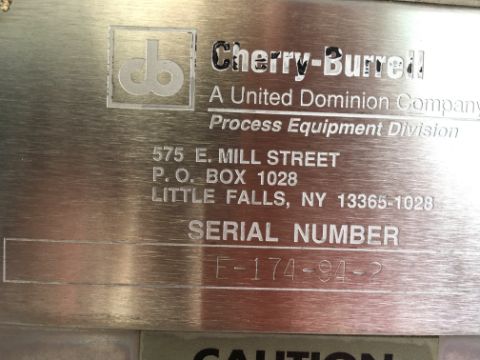 cb
Cherry-Burrell
A United Dominion Company
Process Equipment Division
575 E. MILL STREET
P. O. BOX 1028
LITTLE FALLS, NY 13365-1028
SERIAL NUMBER
E-174-94-2
CAUTION